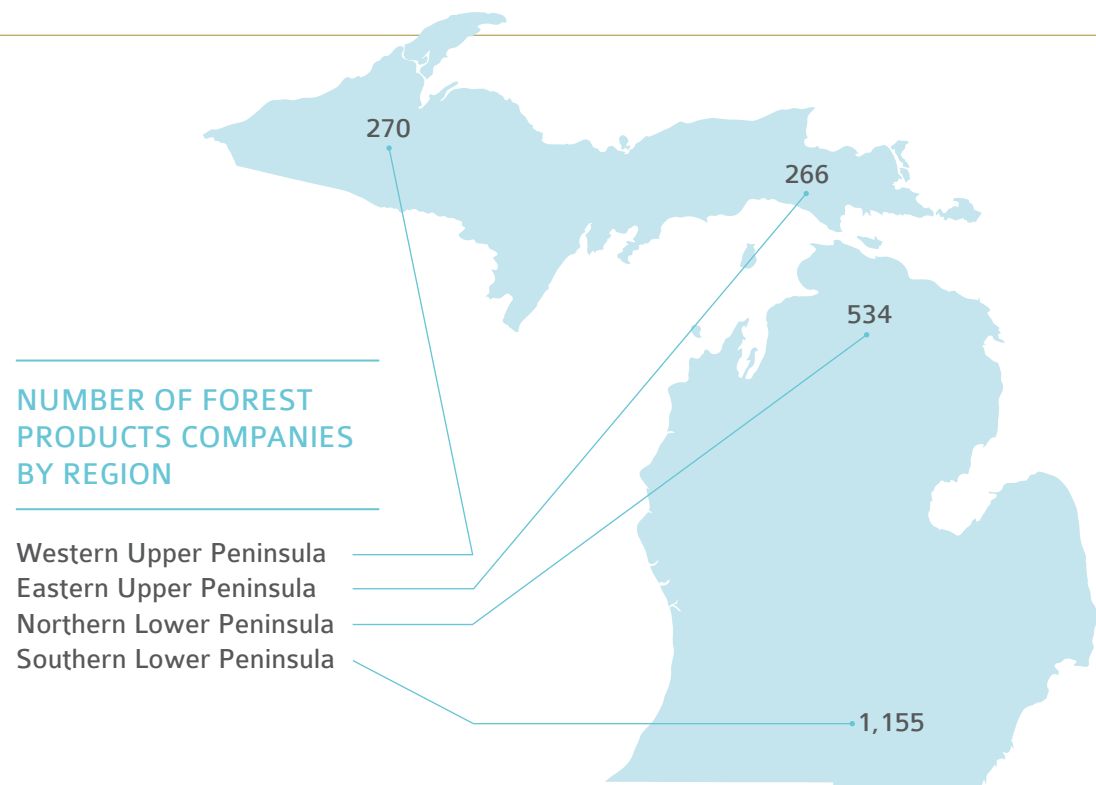 270
266
534
NUMBER OF FOREST
PRODUCTS COMPANIES
BY REGION
Western Upper Peninsula
Eastern Upper Peninsula
Northern Lower Peninsula
Southern Lower Peninsula
1,155